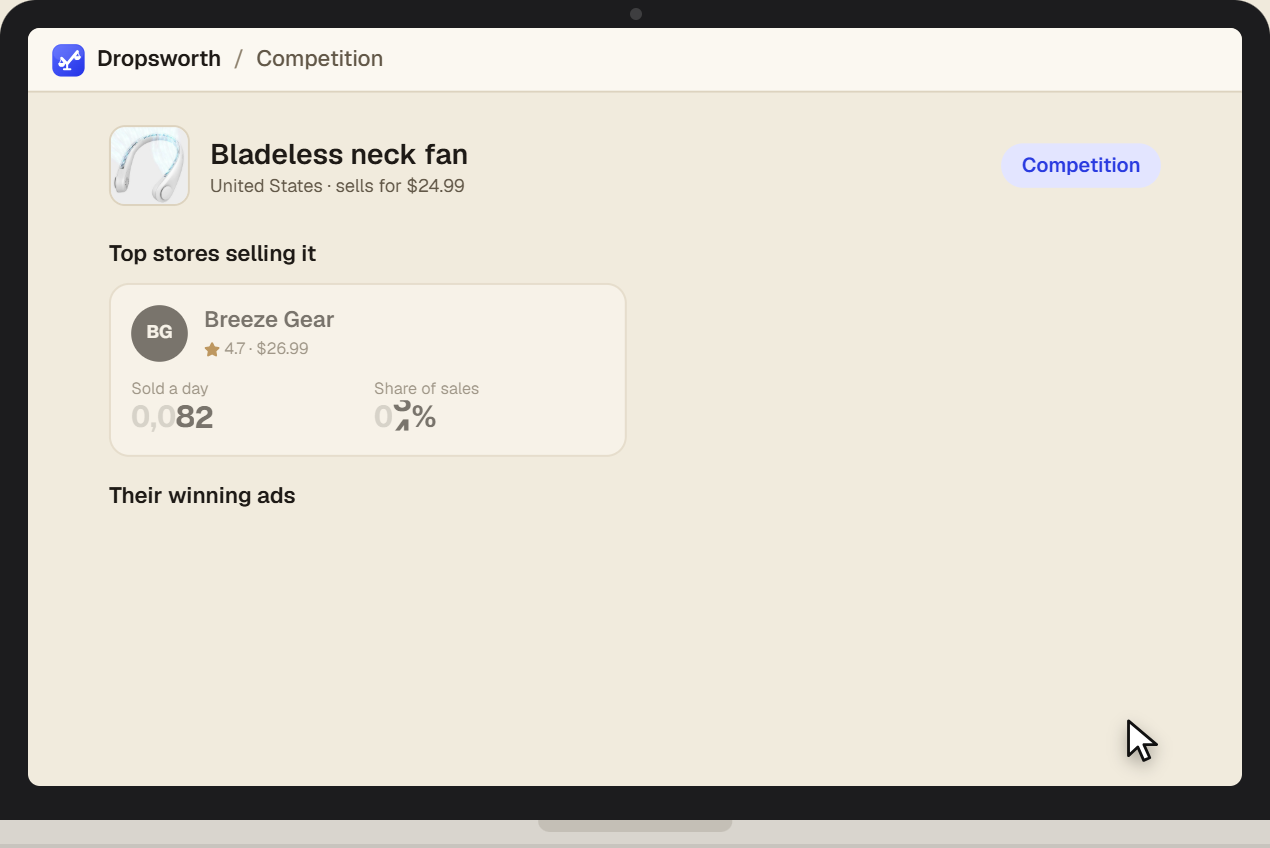 Dropsworth / Competition
Bladeless neck fan
United States · sells for $24.99
Competition
Top stores selling it
BG
Breeze Gear
4.7 · $26.99
Sold a day
Share of sales
0,082
Their winning ads